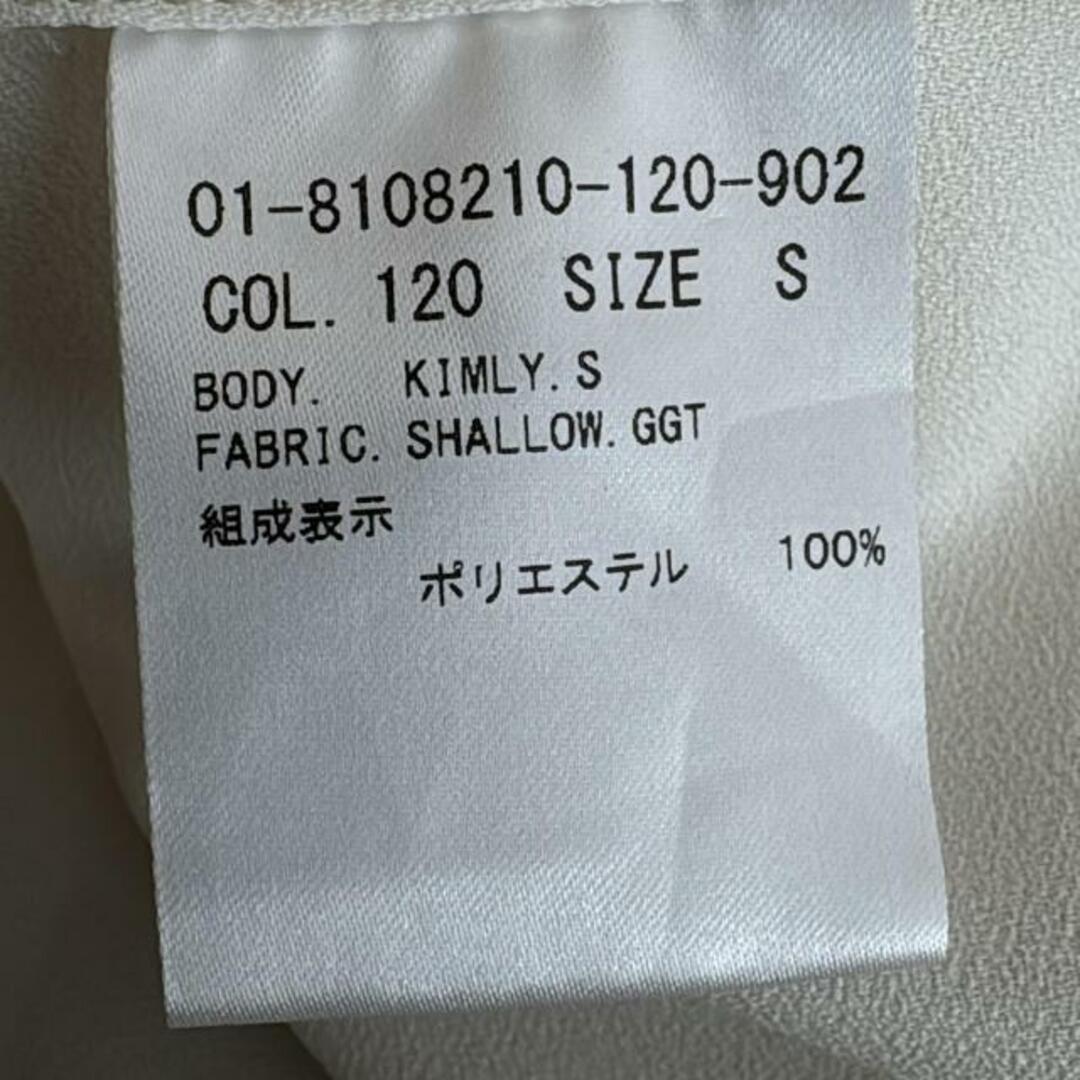 01-8108210-120-902
COL. 120 SIZE S
BODY. KIMLY.S
FABRIC. SHALLOW.GGT
組成表示
ポリエステル 100%